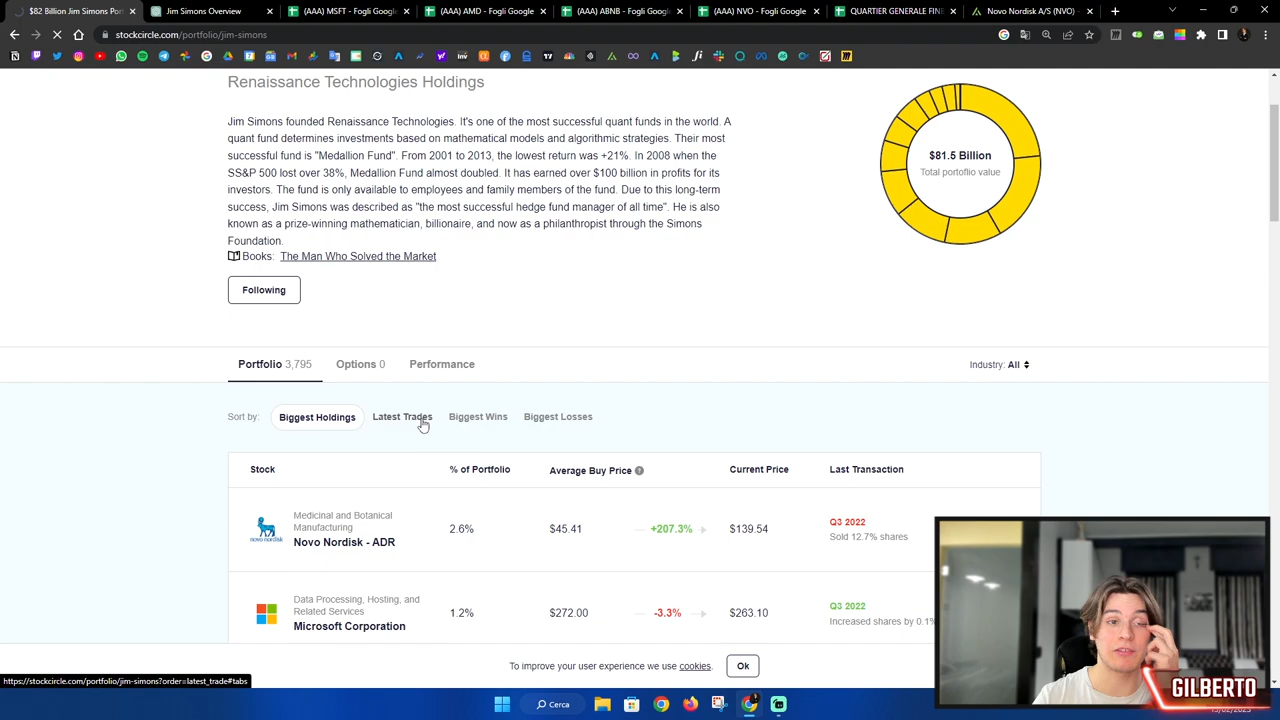 $82 Billion Jim Simons Port
Jim Simons Overview
(AAA) MSFT - Fogli Google
(AAA) AMD - Fogli Google
(AAA) ABNB - Fogli Google
(AAA) NVO - Fogli Google
QUARTIER GENERALE FINE
Novo Nordisk A/S (NVO)
stockcircle.com/portfolio/jim-simons
Renaissance Technologies Holdings
Jim Simons founded Renaissance Technologies. It's one of the most successful quant funds in the world. A
quant fund determines investments based on mathematical models and algorithmic strategies. Their most
successful fund is "Medallion Fund". From 2001 to 2013, the lowest return was +21%. In 2008 when the
SS&P 500 lost over 38%, Medallion Fund almost doubled. It has earned over $100 billion in profits for its
investors. The fund is only available to employees and family members of the fund. Due to this long-term
success, Jim Simons was described as "the most successful hedge fund manager of all time". He is also
known as a prize-winning mathematician, billionaire, and now as a philanthropist through the Simons
Foundation.
Books: The Man Who Solved the Market
Following
$81.5 Billion
Total portoflio value
Portfolio 3,795 Options 0 Performance
Industry: All
Sort by: Biggest Holdings Latest Trades Biggest Wins Biggest Losses
Stock % of Portfolio Average Buy Price Current Price Last Transaction
Medicinal and Botanical
Manufacturing
Novo Nordisk - ADR
novo nordisk
2.6% $45.41 +207.3% $139.54
Q3 2022
Sold 12.7% shares
Data Processing, Hosting, and
Related Services
Microsoft Corporation
1.2% $272.00 -3.3% $263.10
Q3 2022
Increased shares by 0.1%
To improve your user experience we use cookies. Ok
https://stockcircle.com/portfolio/jim-simons?order=latest_trade#tabs
GILBERTO
Cerca